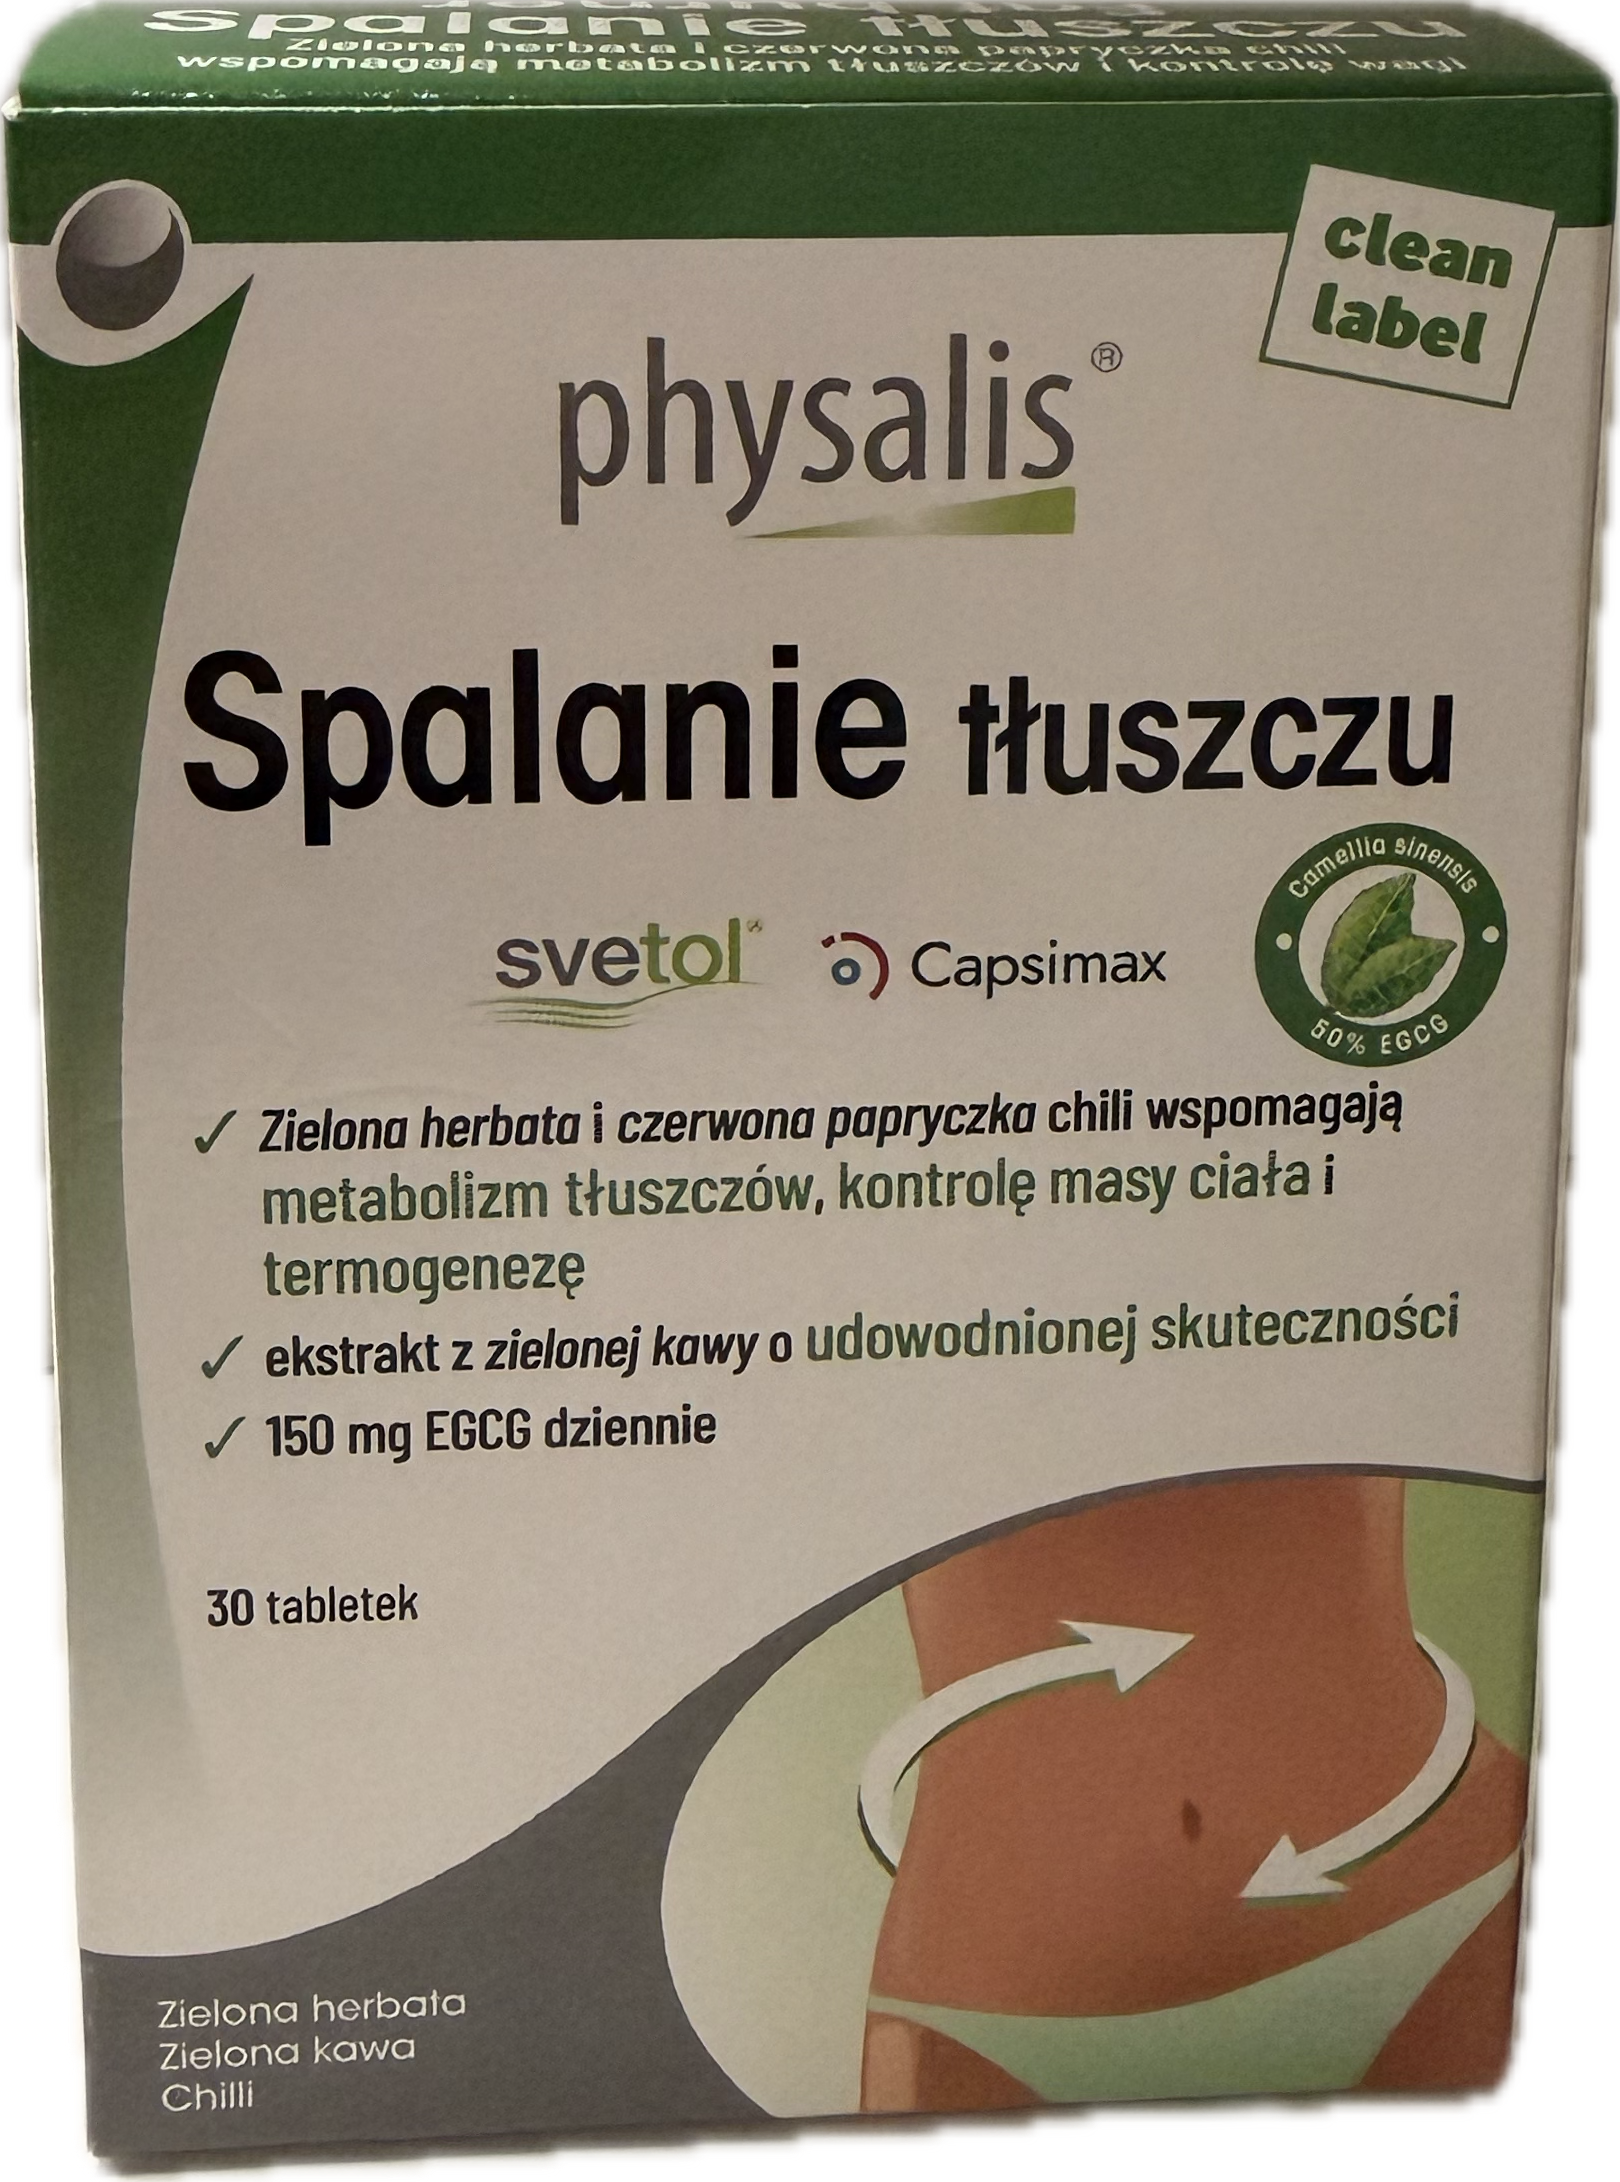 Spalanie tłuszczu
Zielona herbata i czerwona papryczka chili
wspomagają metabolizm tłuszczów i kontrolę wagi
clean
label
physalis®
Spalanie tłuszczu
svetol®
Capsimax
Camellia sinensis
50% EGCG
✓ Zielona herbata i czerwona papryczka chili wspomagają
metabolizm tłuszczów, kontrolę masy ciała i
termogenezę
✓ ekstrakt z zielonej kawy o udowodnionej skuteczności
✓ 150 mg EGCG dziennie
30 tabletek
Zielona herbata
Zielona kawa
Chilli